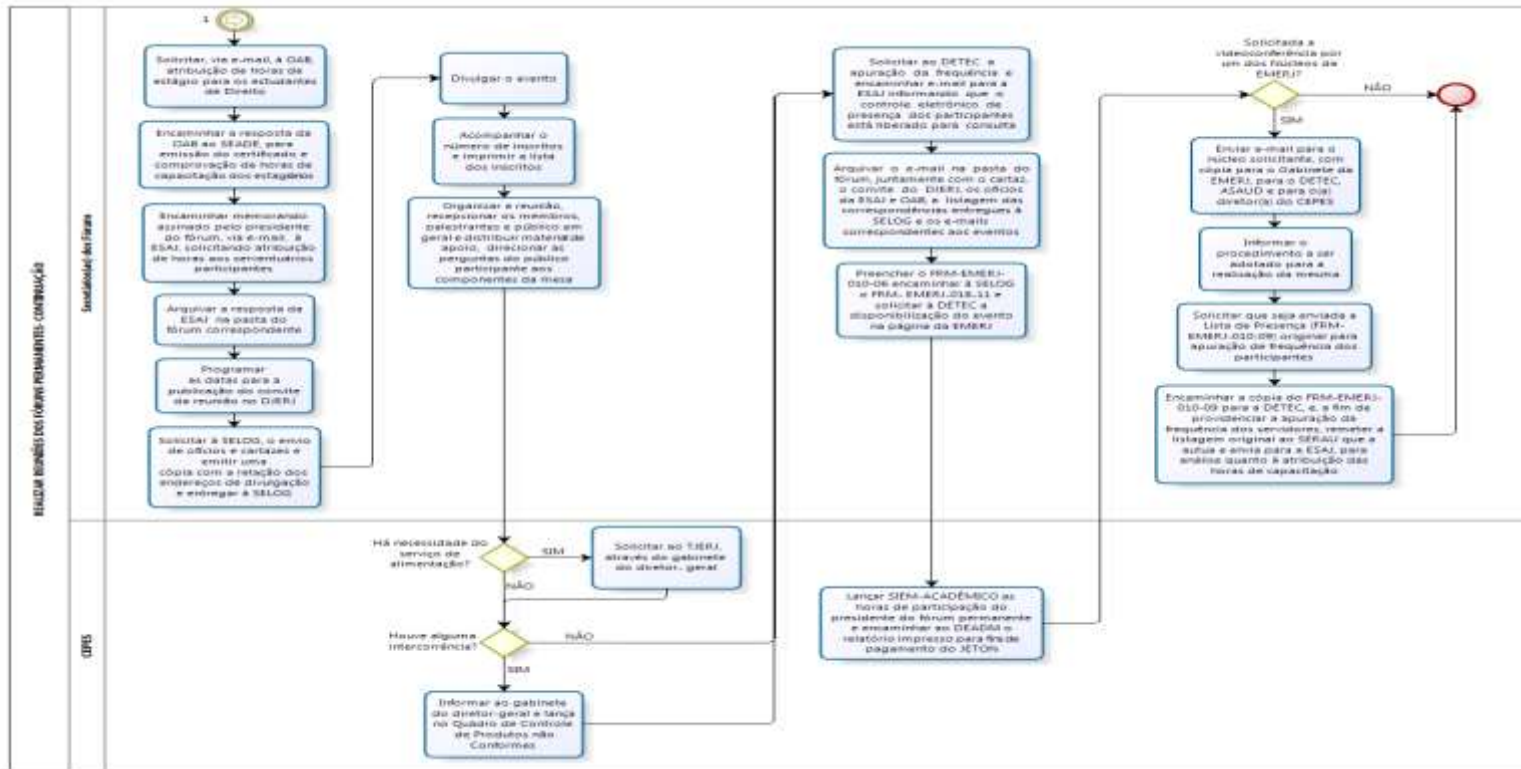 REALIZAR REUNIÕES DOS FÓRUNS PERMANENTES- CONTINUAÇÃO
Secretários(as) dos Fóruns
1
Solicitar, via e-mail, à OAB,
atribuição de horas de
estágio para os estudantes
de Direito
Encaminhar a resposta da
OAB ao SEADE, para
emissão do certificado e
comprovação de horas de
capacitação dos estagiários
Encaminhar memorando
assinado pelo presidente
do fórum, via e-mail, à
ESAJ, solicitando atribuição
de horas aos serventuários
participantes
Arquivar a resposta da
ESAJ na pasta do
fórum correspondente
Programar
as datas para a
publicação do convite
da reunião no DJERJ
Solicitar à SELOG, o envio
de ofícios e cartazes e
emitir uma
cópia com a relação dos
endereços de divulgação
e entregar à SELOG
Divulgar o evento
Acompanhar o
número de inscritos
e imprimir a lista
dos inscritos
Organizar a reunião,
recepcionar os membros,
palestrantes e público em
geral e distribuir material de
apoio, direcionar as
perguntas do público
participante aos
componentes da mesa
Solicitar ao DETEC a
apuração da frequência e
encaminhar e-mail para a
ESAJ informando que o
controle eletrônico de
presença dos participantes
está liberado para consulta
Arquivar o e-mail na pasta do
fórum, juntamente com o cartaz,
o convite do DJERJ, os ofícios
da ESAJ e OAB, a listagem das
correspondências entregues à
SELOG e os e-mails
correspondentes aos eventos
Preencher o FRM-EMERJ-
010-06 encaminhar à SELOG
o FRM- EMERJ-018-11 e
solicitar à DETEC a
disponibilização do evento
na página da EMERJ
Solicitada a
videoconferência por
um dos Núcleos da
EMERJ?
NÃO
SIM
Enviar e-mail para o
núcleo solicitante, com
cópia para o Gabinete da
EMERJ, para o DETEC,
ASAUD e para o(a)
diretor(a) do CEPES
Informar o
procedimento a ser
adotado para a
realização da mesma
Solicitar que seja enviada a
Lista de Presença (FRM-
EMERJ-010-09) original para
apuração de frequência dos
participantes
Encaminhar a cópia do FRM-EMERJ-
010-09 para a DETEC, e, a fim de
providenciar a apuração da
frequência dos servidores, remeter a
listagem original ao SERAU que a
autua e envia para a ESAJ, para
análise quanto à atribuição das
horas de capacitação
CEPES
Há necessidade do
serviço de
alimentação?
SIM
NÃO
Solicitar ao TJERJ,
através do gabinete
do diretor- geral
Houve alguma
intercorrência?
NÃO
SIM
Informar ao gabinete
do diretor-geral e lança
no Quadro de Controle
de Produtos não
Conformes
Lançar SIEM-ACADÊMICO as
horas de participação do
presidente do fórum permanente
e encaminhar ao DEADM o
relatório impresso para fins de
pagamento do JETON